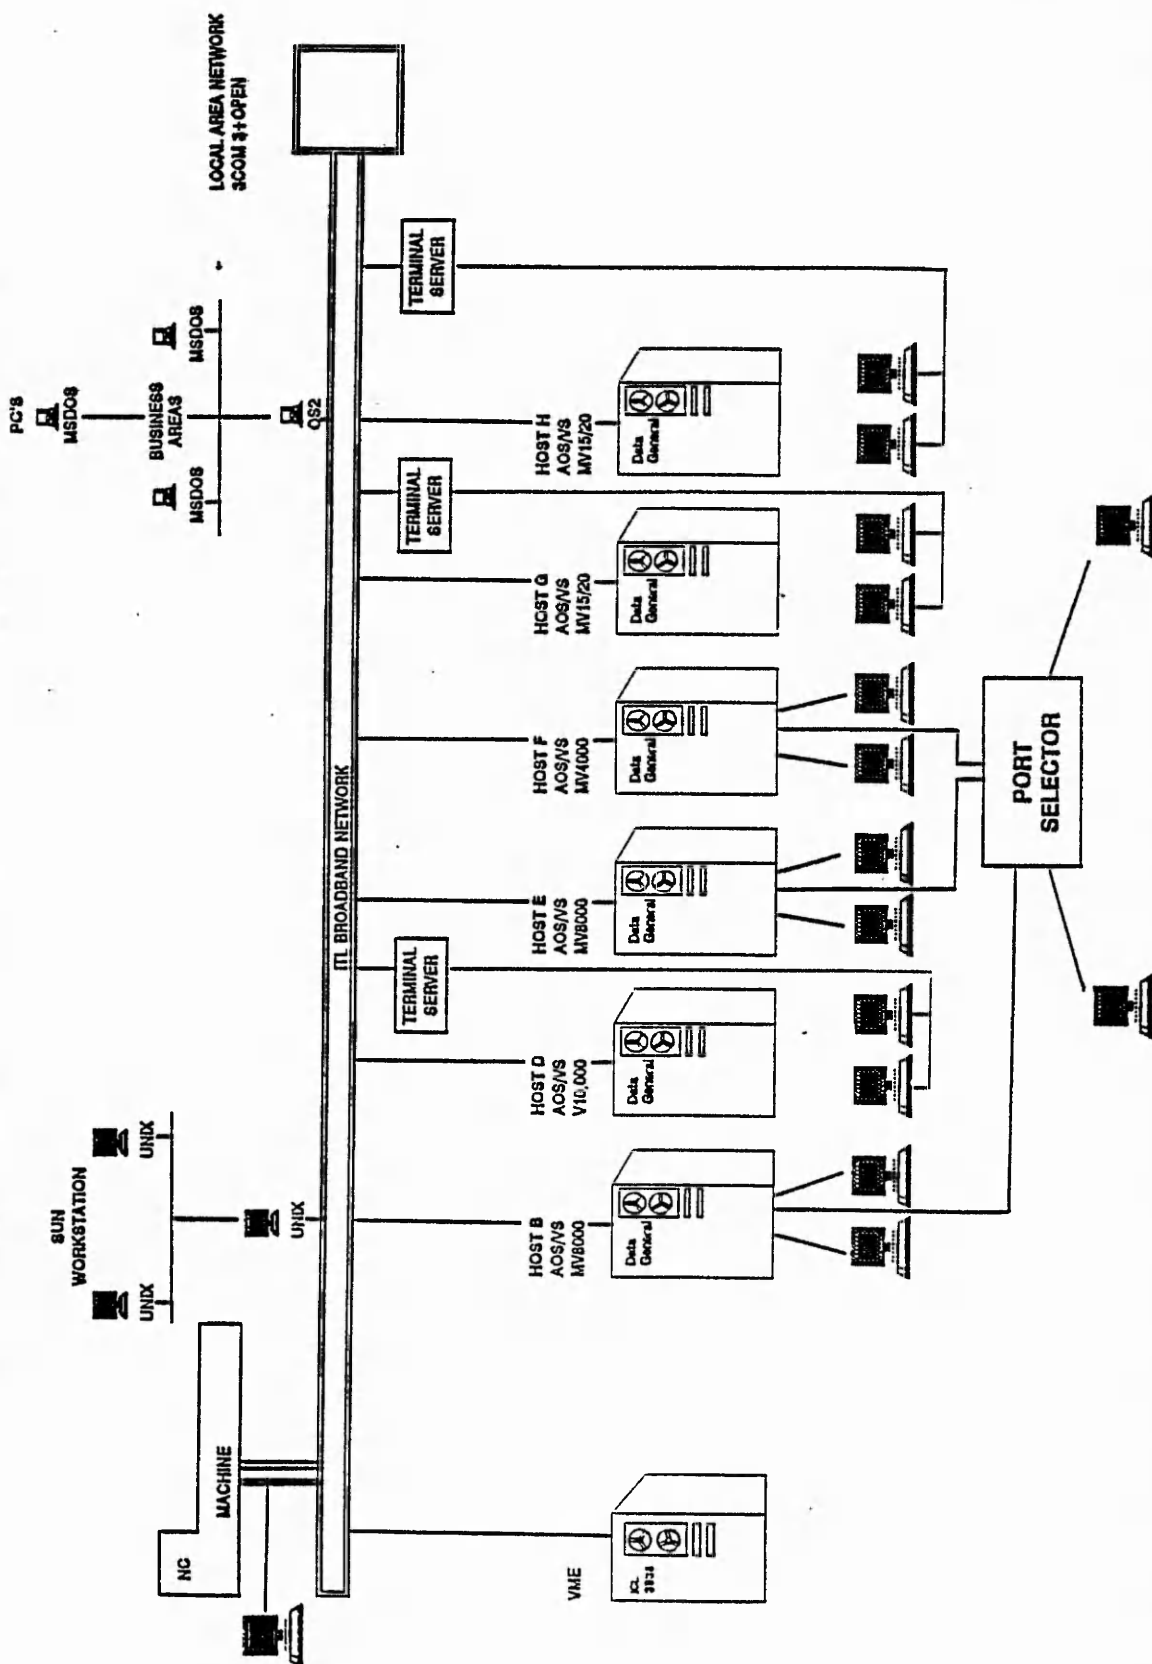 NC
MACHINE
SUN
WORKSTATION
UNIX
UNIX
UNIX
PC'S
MSDOS
MSDOS
BUSINESS
AREAS
MSDOS
OS2
LOCAL AREA NETWORK
3COM 3+OPEN
ITL BROADBAND NETWORK
TERMINAL
SERVER
TERMINAL
SERVER
TERMINAL
SERVER
VME
ICL
HOST B
AOS/VS
MV8000
Data
General
HOST D
AOS/VS
V10,000
Data
General
HOST E
AOS/VS
MV8000
Data
General
HOST F
AOS/VS
MV4000
Data
General
HOST G
AOS/VS
MV15/20
Data
General
HOST H
AOS/VS
MV15/20
Data
General
PORT
SELECTOR